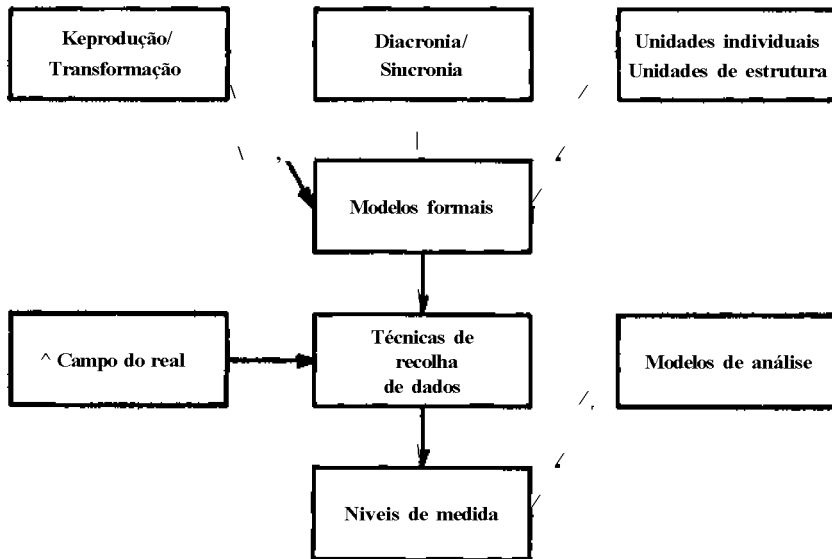 Keprodução/
Transformação
Diacronia/
Sinucronia
Unidades individuais
Unidades de estrutura
Modelos formais
^ Campo do real
Técnicas de
recolha
de dados
Modelos de análise
Niveis de medida